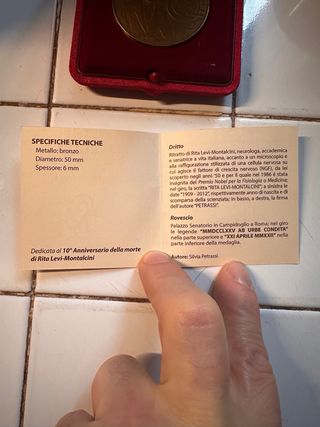 SPECIFICHE TECNICHE
Metallo: bronzo
Diametro: 50 mm
Spessore: 6 mm
Dedicata al 10° Anniversario della morte
di Rita Levi-Montalcini
Dritto
Ritratto di Rita Levi-Montalcini, neurologa, accademica
e senatrice a vita italiana, accanto a un microscopio e
alla raffigurazione stilizzata di una cellula nervosa su
cui agisce il fattore di crescita nervoso (NGF), da lei
scoperto negli anni '50 e per il quale nel 1986 è stata
insignita del Premio Nobel per la Fisiologia o Medicina;
nel giro, la scritta "RITA LEVI-MONTALCINI"; a sinistra le
date "1909 - 2012", rispettivamente anno di nascita e di
scomparsa della scienziata; in basso, a destra, la firma
dell'autore "PETRASSI".
Rovescio
Palazzo Senatorio in Campidoglio a Roma; nel giro
le legende "MMDCCLXXV AB URBE CONDITA"
nella parte superiore e "XXI APRILE MMXXII" nella
parte inferiore della medaglia.
Autore: Silvia Petrassi